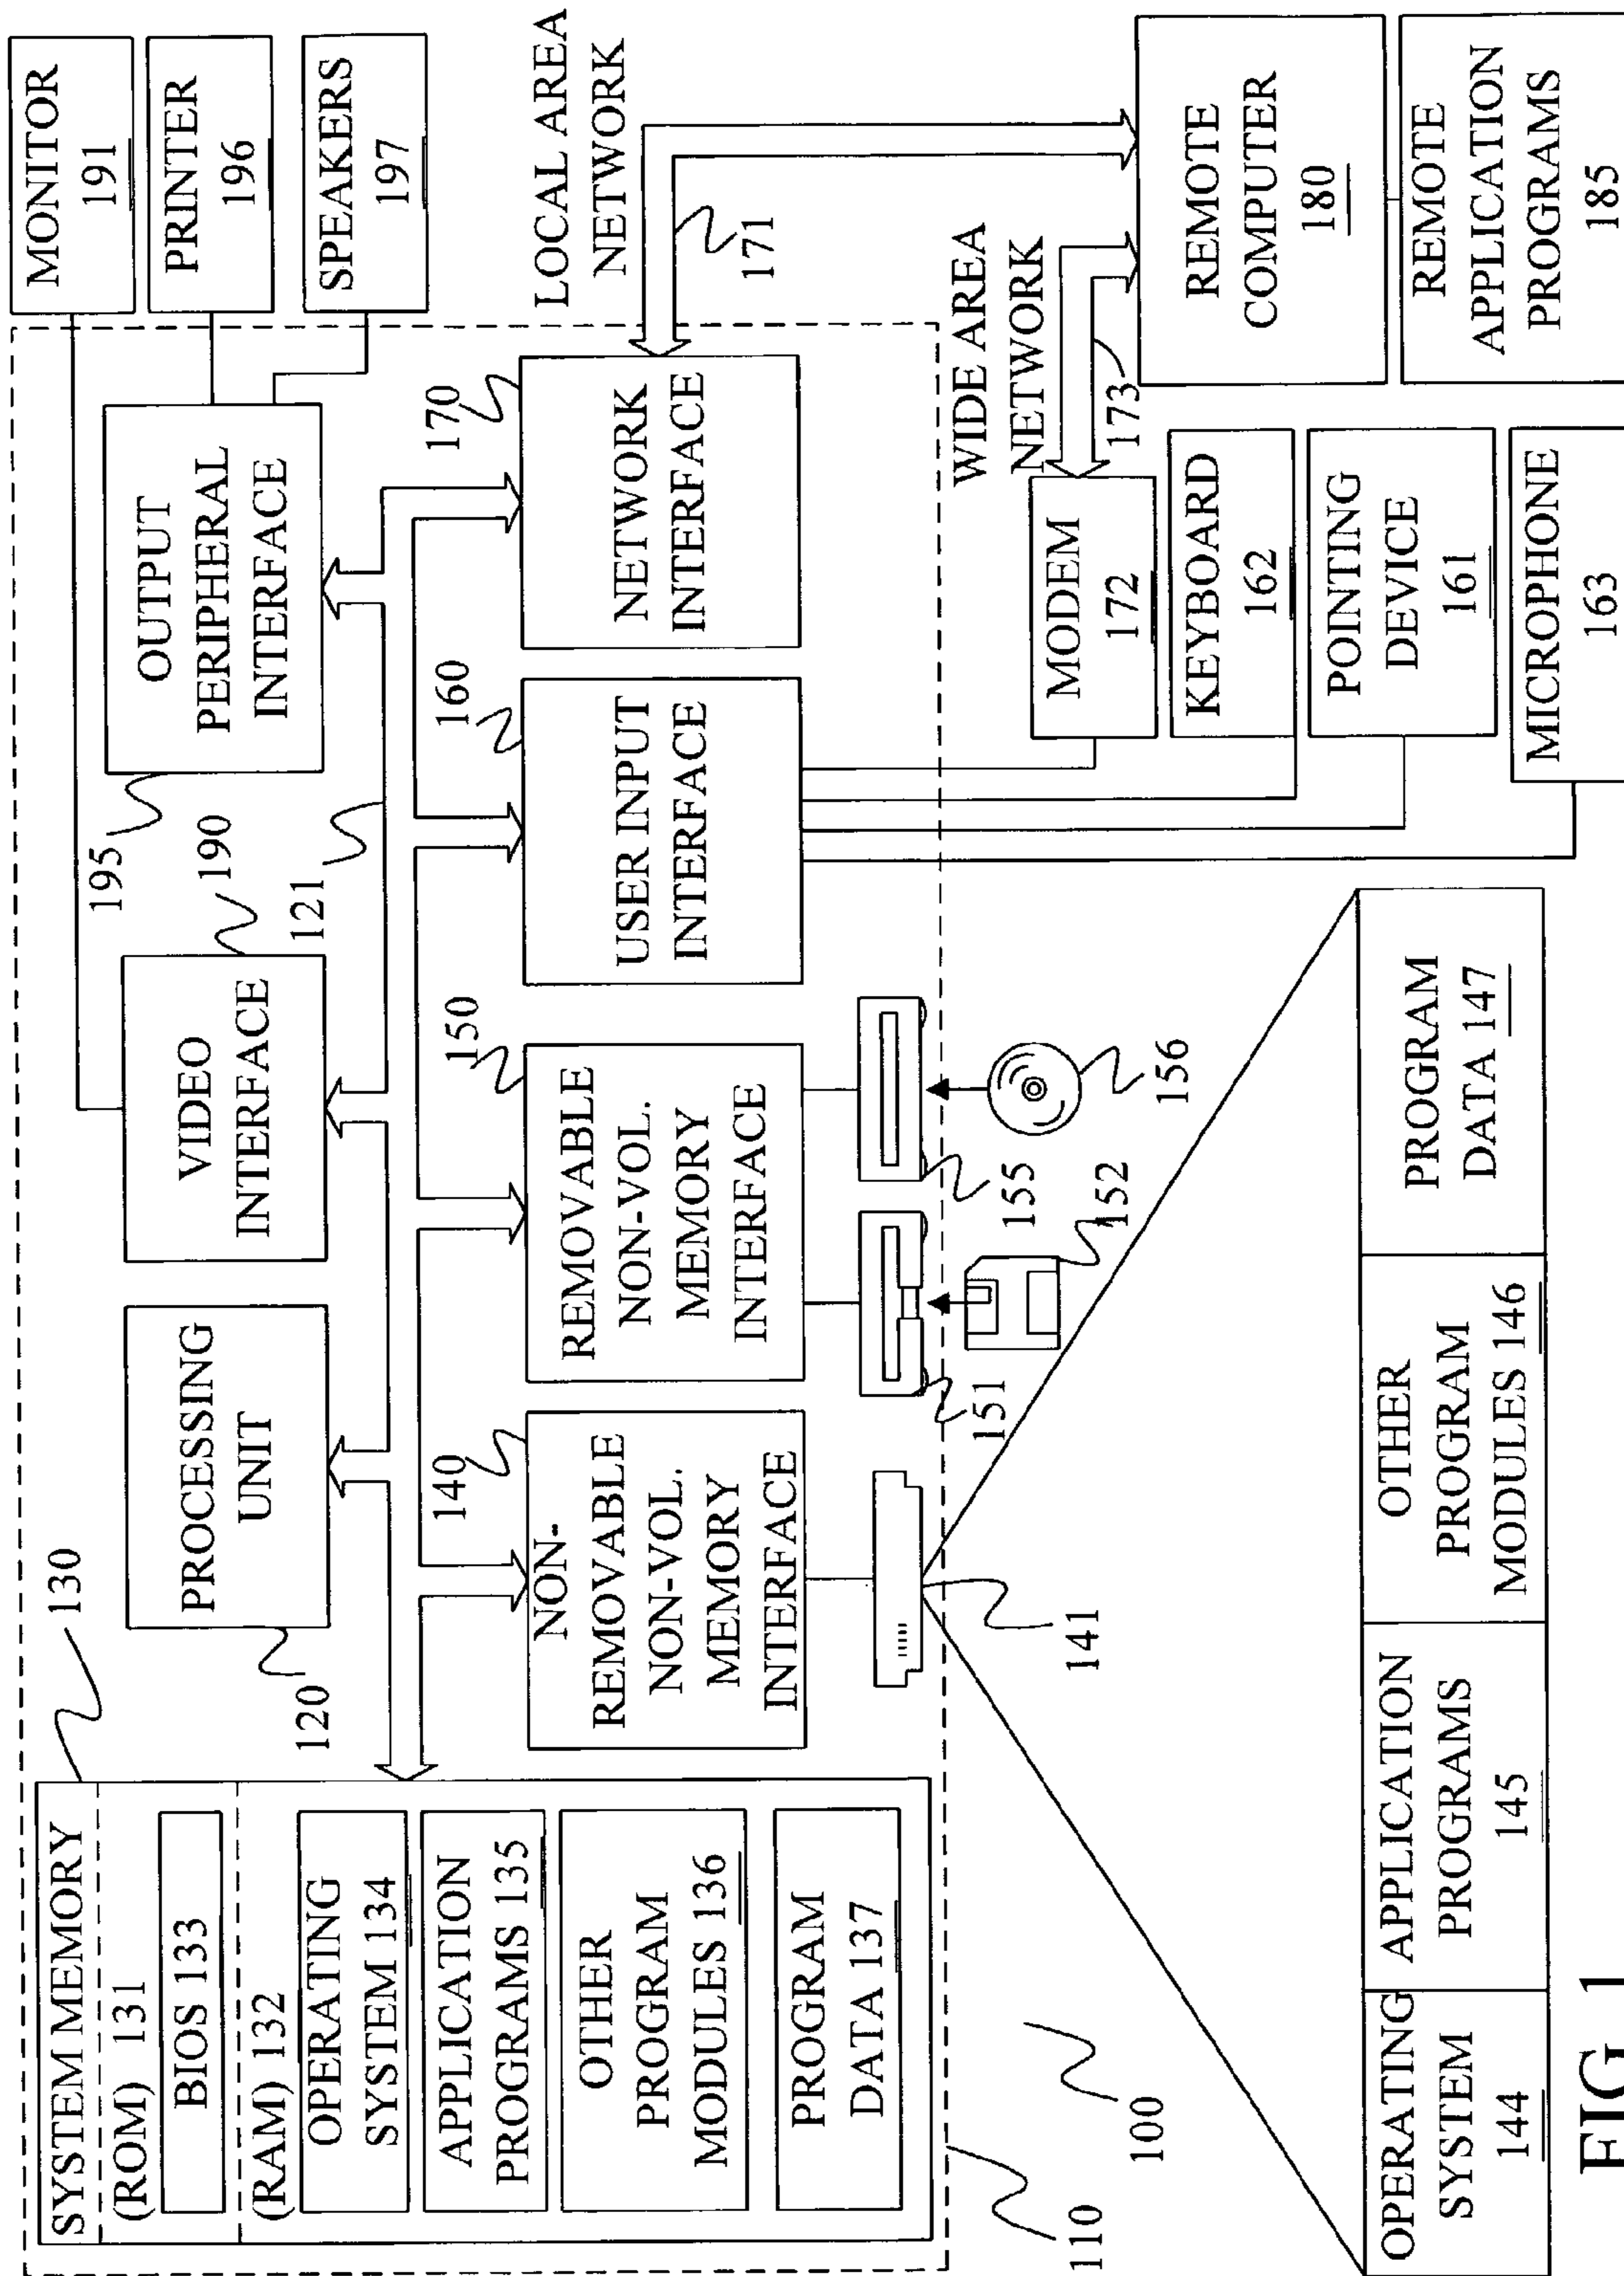 SYSTEM MEMORY
(ROM) 131
BIOS 133
(RAM) 132
OPERATING
SYSTEM 134
APPLICATION
PROGRAMS 135
OTHER
PROGRAM
MODULES 136
PROGRAM
DATA 137
130
PROCESSING
UNIT
120
VIDEO
INTERFACE
190
OUTPUT
PERIPHERAL
INTERFACE
195
121
MONITOR
191
PRINTER
196
SPEAKERS
197
NON-
REMOVABLE
NON-VOL.
MEMORY
INTERFACE
140
REMOVABLE
NON-VOL.
MEMORY
INTERFACE
150
USER INPUT
INTERFACE
160
NETWORK
INTERFACE
170
LOCAL AREA
NETWORK
171
141
151
152
155
156
WIDE AREA
NETWORK
173
MODEM
172
KEYBOARD
162
POINTING
DEVICE
161
MICROPHONE
163
REMOTE
COMPUTER
180
REMOTE
APPLICATION
PROGRAMS
185
110
100
OPERATING
SYSTEM
144
APPLICATION
PROGRAMS
145
OTHER
PROGRAM
MODULES 146
PROGRAM
DATA 147
FIG 1